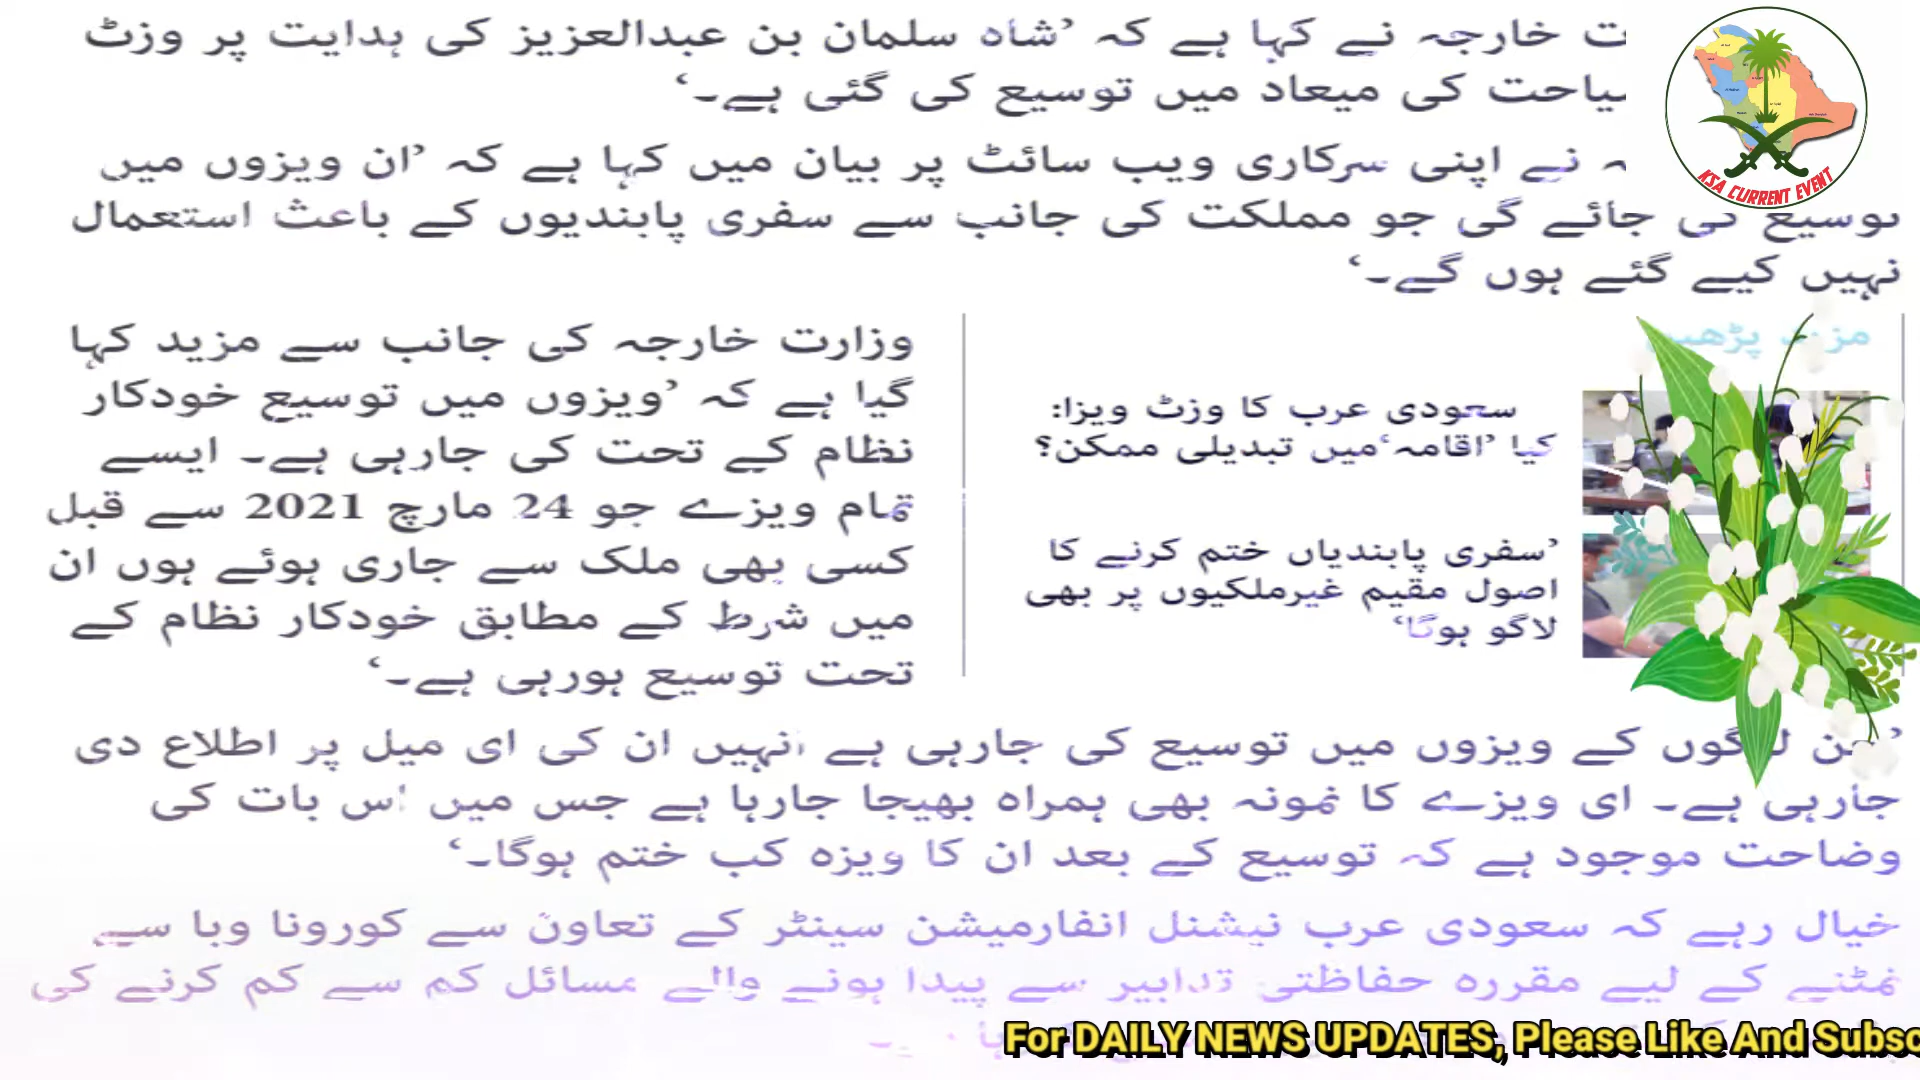 خارجہ نے کہا ہے کہ ’شاہ سلمان بن عبدالعزیز کی ہدایت پر وزٹ
کی میعاد میں توسیع کی گئی ہے۔‘
نے اپنی سرکاری ویب سائٹ پر بیان میں کہا ہے کہ ’ان ویزوں میں
توسیع کی جائے گی جو مملکت کی جانب سے سفری پابندیوں کے باعث استعمال
نہیں کیے گئے ہوں گے۔‘
مزید پڑھیں
سعودی عرب کا وزٹ ویزا:
کیا ’اقامہ‘ میں تبدیلی ممکن؟
’سفری پابندیاں ختم کرنے کا
اصول مقیم غیرملکیوں پر بھی
لاگو ہوگا‘
وزارت خارجہ کی جانب سے مزید کہا
گیا ہے کہ ’ویزوں میں توسیع خودکار
نظام کے تحت کی جارہی ہے۔ ایسے
تمام ویزے جو 24 مارچ 2021 سے قبل
کسی بھی ملک سے جاری ہوئے ہوں ان
میں شرط کے مطابق خودکار نظام کے
تحت توسیع ہورہی ہے۔‘
لوگوں کے ویزوں میں توسیع کی جارہی ہے انہیں ان کی ای میل پر اطلاع دی
جارہی ہے۔ ای ویزے کا نمونہ بھی ہمراہ بھیجا جارہا ہے جس میں اس بات کی
وضاحت موجود ہے کہ توسیع کے بعد ان کا ویزہ کب ختم ہوگا۔‘
خیال رہے کہ سعودی عرب نیشنل انفارمیشن سینٹر کے تعاون سے کورونا وبا سے
نمٹنے کے لیے مقررہ حفاظتی تدابیر سے پیدا ہونے والے مسائل کم سے کم کرنے کی
KSA CURRENT EVENT
For DAILY NEWS UPDATES, Please Like And Subsc